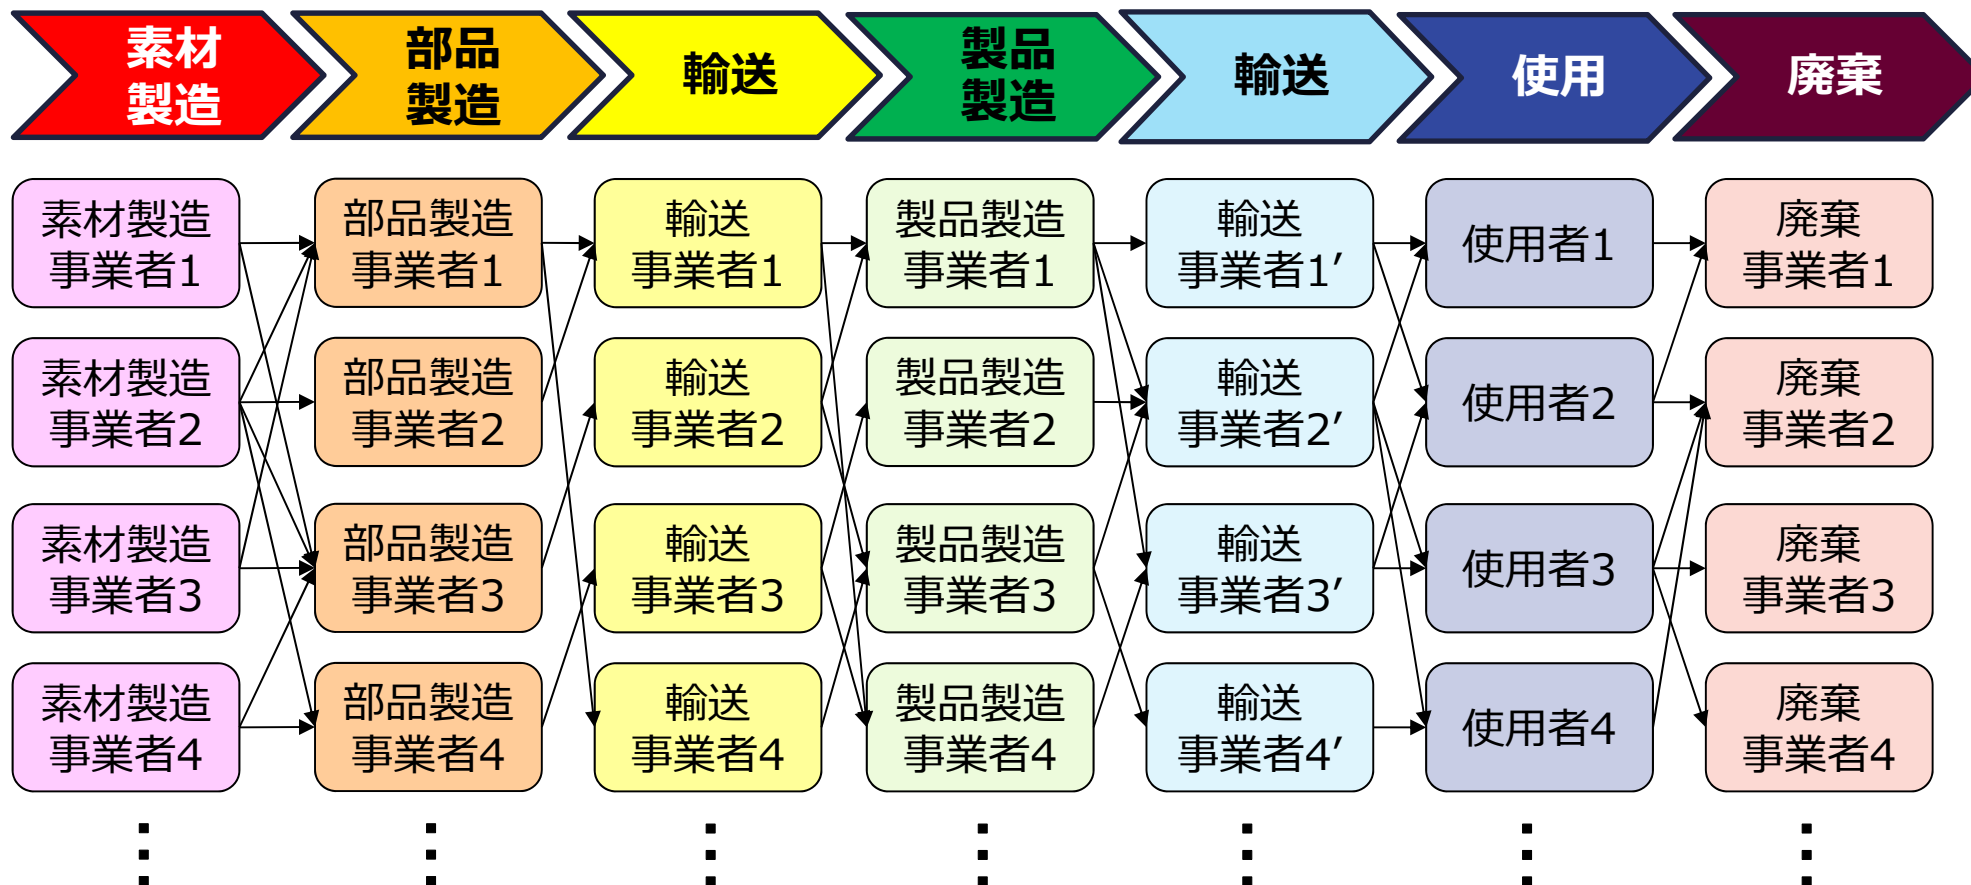 素材
製造
部品
製造
輸送
製品
製造
輸送
使用
廃棄
素材製造
事業者1
部品製造
事業者1
輸送
事業者1
製品製造
事業者1
輸送
事業者1′
使用者1
廃棄
事業者1
素材製造
事業者2
部品製造
事業者2
輸送
事業者2
製品製造
事業者2
輸送
事業者2′
使用者2
廃棄
事業者2
素材製造
事業者3
部品製造
事業者3
輸送
事業者3
製品製造
事業者3
輸送
事業者3′
使用者3
廃棄
事業者3
素材製造
事業者4
部品製造
事業者4
輸送
事業者4
製品製造
事業者4
輸送
事業者4′
使用者4
廃棄
事業者4